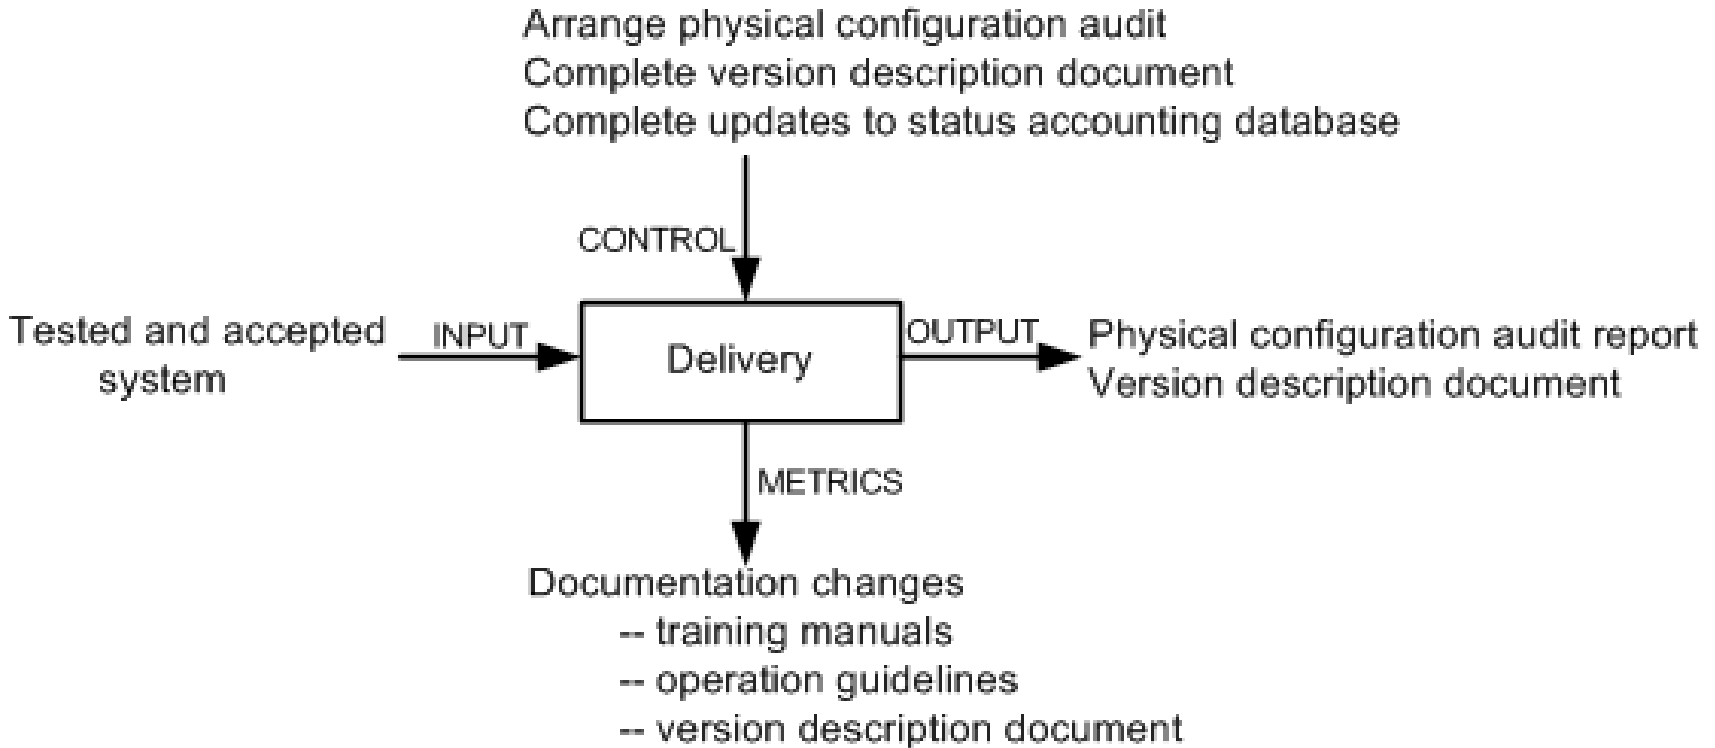 Arrange physical configuration audit
Complete version description document
Complete updates to status accounting database
CONTROL
Tested and accepted
system
INPUT
Delivery
OUTPUT
Physical configuration audit report
Version description document
METRICS
Documentation changes
-- training manuals
-- operation guidelines
-- version description document